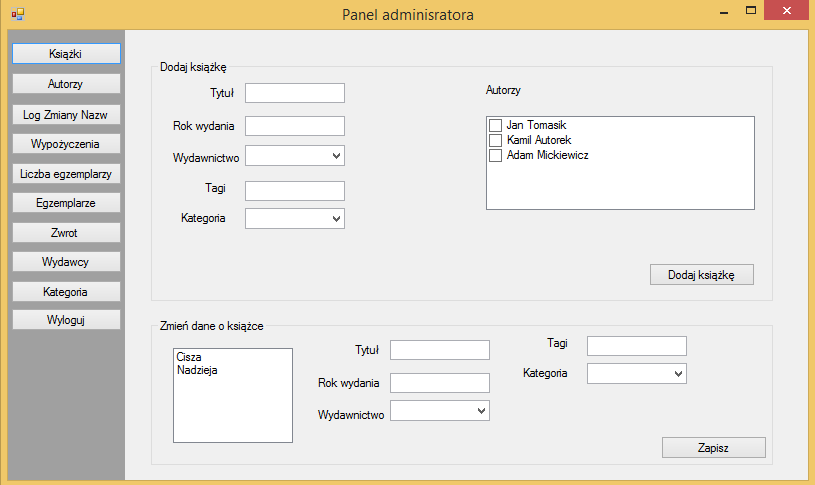 Panel adminisratora
Książki
Autorzy
Log Zmiany Nazw
Wypożyczenia
Liczba egzemplarzy
Egzemplarze
Zwrot
Wydawcy
Kategoria
Wyloguj
Dodaj książkę
Tytuł
Rok wydania
Wydawnictwo
Tagi
Kategoria
Autorzy
Jan Tomasik
Kamil Autorek
Adam Mickiewicz
Dodaj książkę
Zmień dane o książce
Cisza
Nadzieja
Tytuł
Rok wydania
Wydawnictwo
Tagi
Kategoria
Zapisz